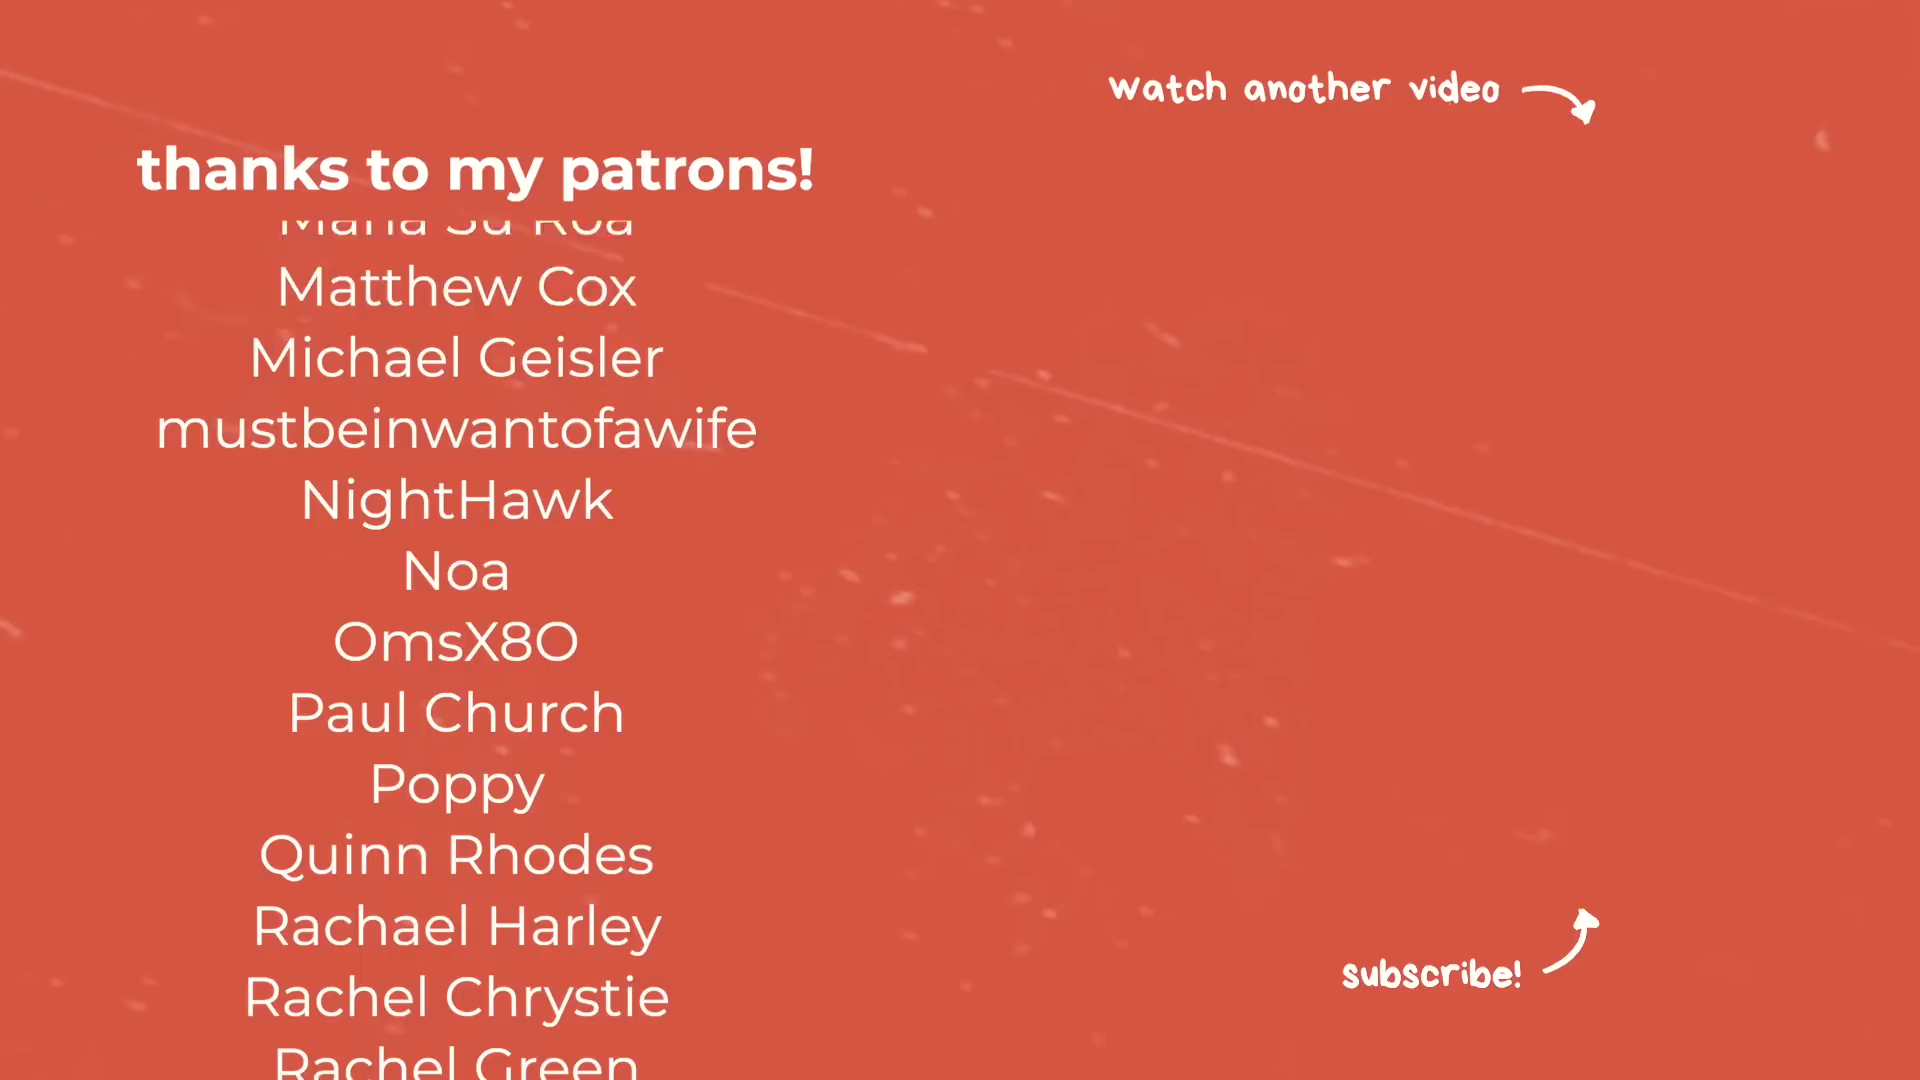 watch another video
thanks to my patrons!
Matthew Cox
Michael Geisler
mustbeinwantofawife
NightHawk
Noa
OmsX8O
Paul Church
Poppy
Quinn Rhodes
Rachael Harley
Rachel Chrystie
Rachel Green
subscribe!